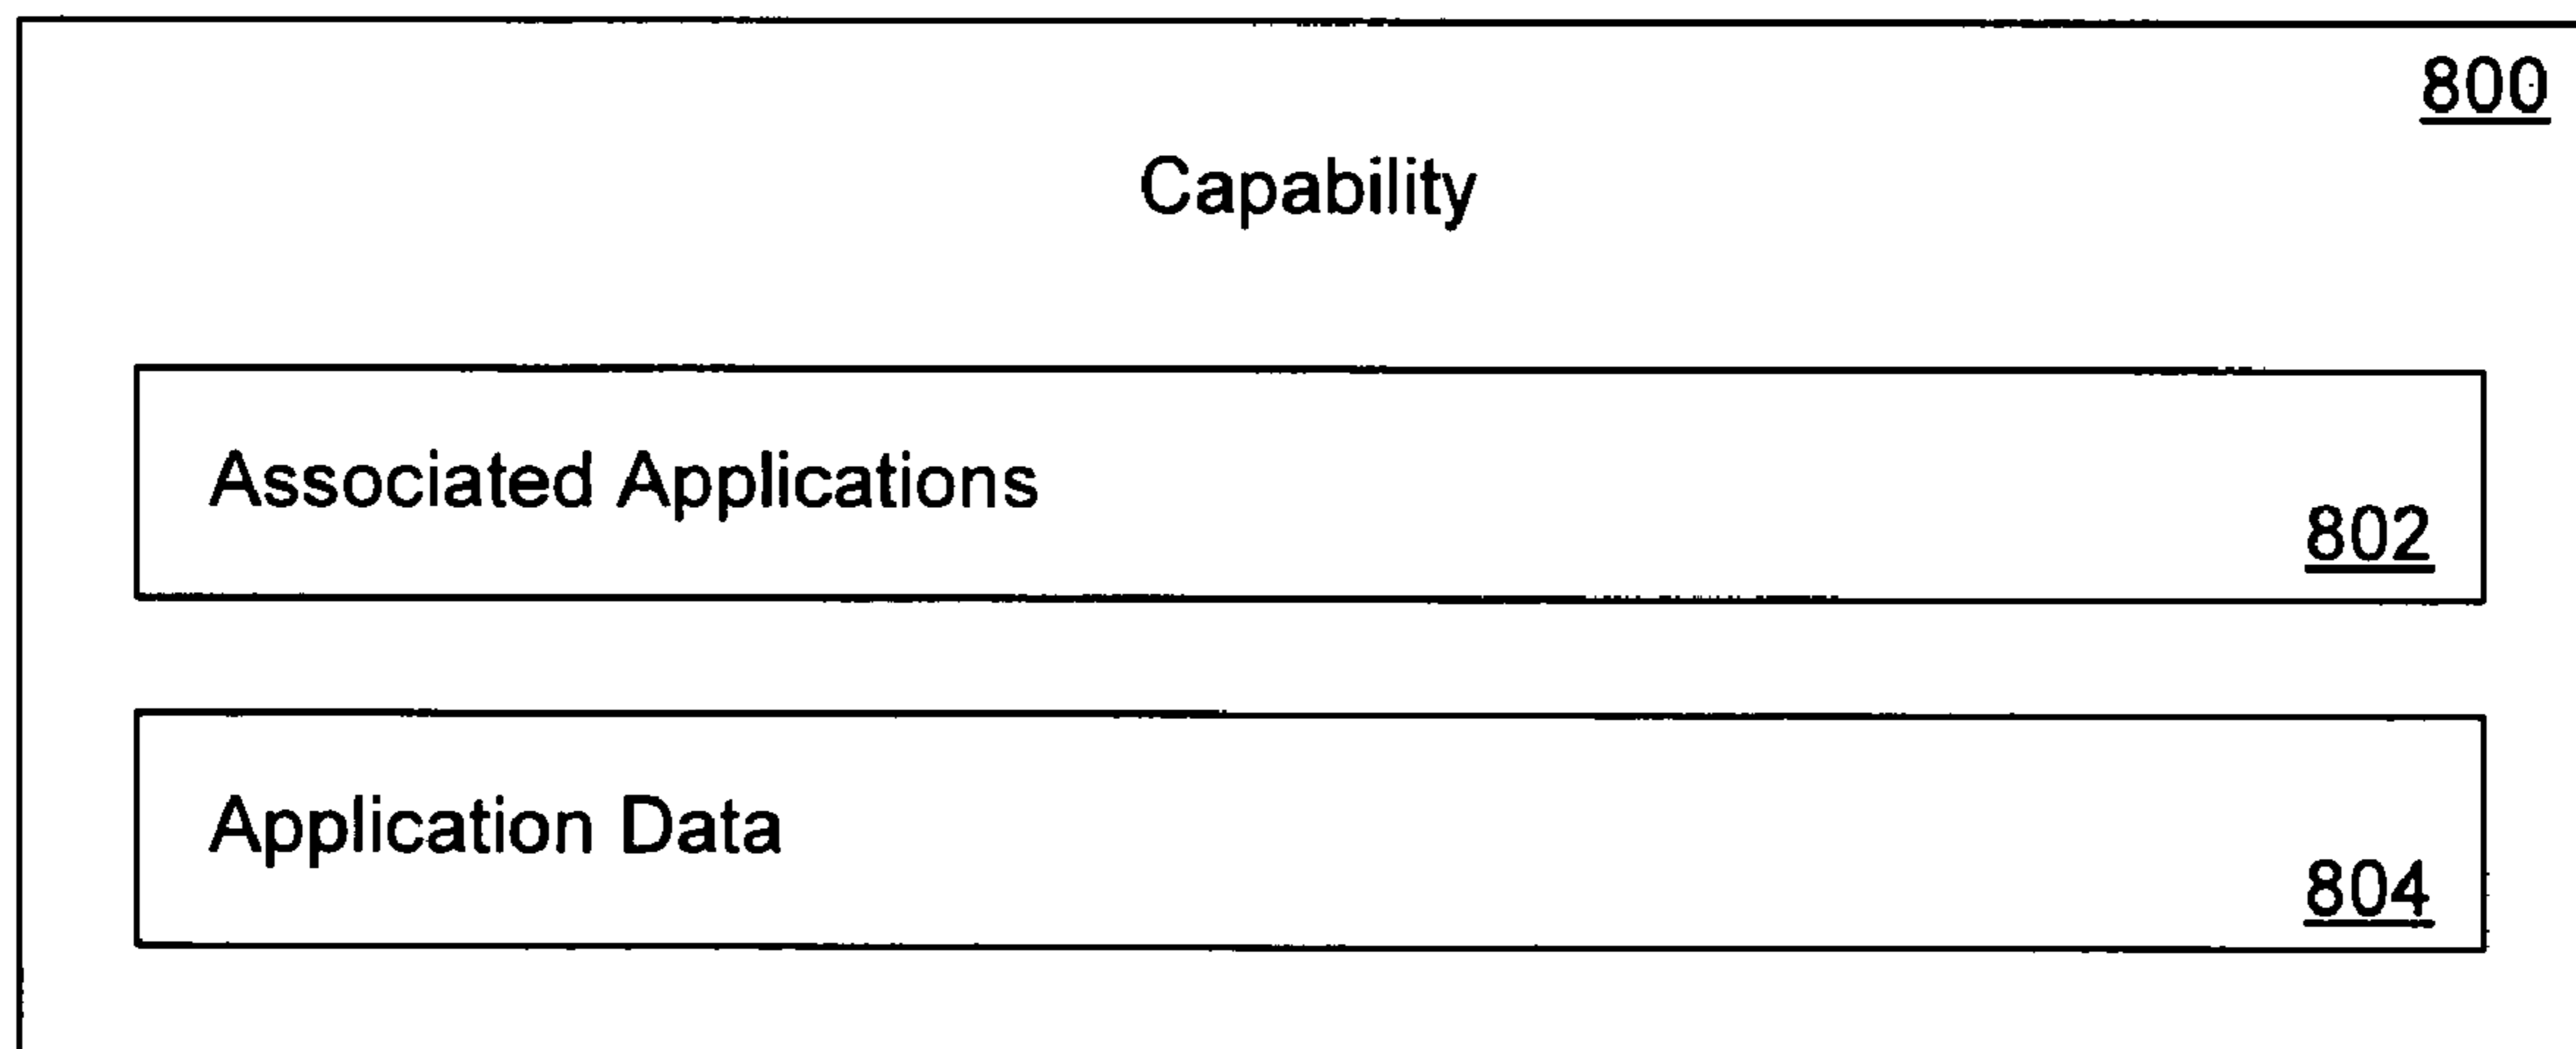 800
Capability
Associated Applications
802
Application Data
804